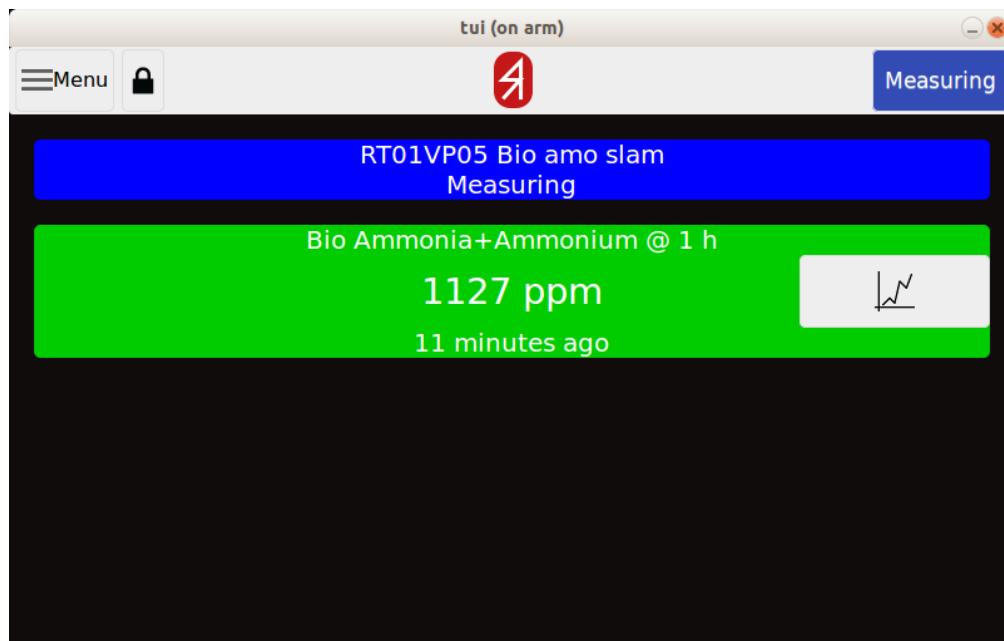 tui (on arm)
Menu
Measuring
RT01VP05 Bio amo slam
Measuring
Bio Ammonia+Ammonium @ 1 h
1127 ppm
11 minutes ago